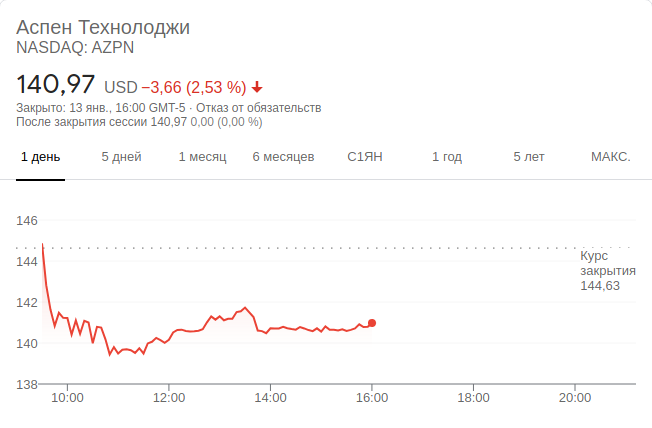 Аспен Технолоджи
NASDAQ: AZPN
140,97 USD −3,66 (2,53 %)
Закрыто: 13 янв., 16:00 GMT-5 · Отказ от обязательств
После закрытия сессии 140,97 0,00 (0,00 %)
1 день 5 дней 1 месяц 6 месяцев С1ЯН 1 год 5 лет МАКС.
146
144
142
140
138
Курс
закрытия
144,63
10:00 12:00 14:00 16:00 18:00 20:00